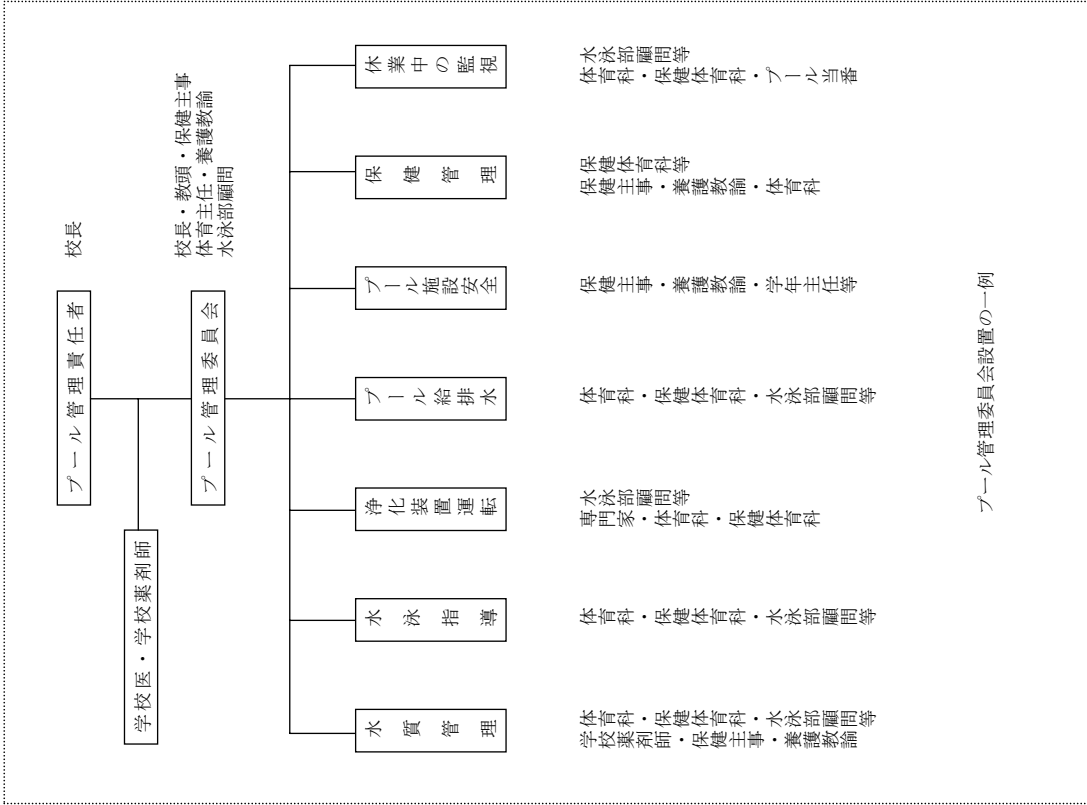 プール管理責任者
校長
学校医・学校薬剤師
プール管理委員会
校長・教頭・保健主事
体育主任・養護教諭
水泳部顧問
水質管理
水泳指導
浄化装置運転
プール給排水
プール施設安全
保健管理
休業中の監視
学校薬剤師・保健主事・養護教諭
体育科・保健体育科・水泳部顧問等
体育科・保健体育科・水泳部顧問等
専門家・体育科・保健体育科
水泳部顧問等
体育科・保健体育科・水泳部顧問等
保健主事・養護教諭・学年主任等
保健主事・養護教諭・体育科
保健体育科等
体育科・保健体育科・プール当番
水泳部顧問等
プール管理委員会設置の一例